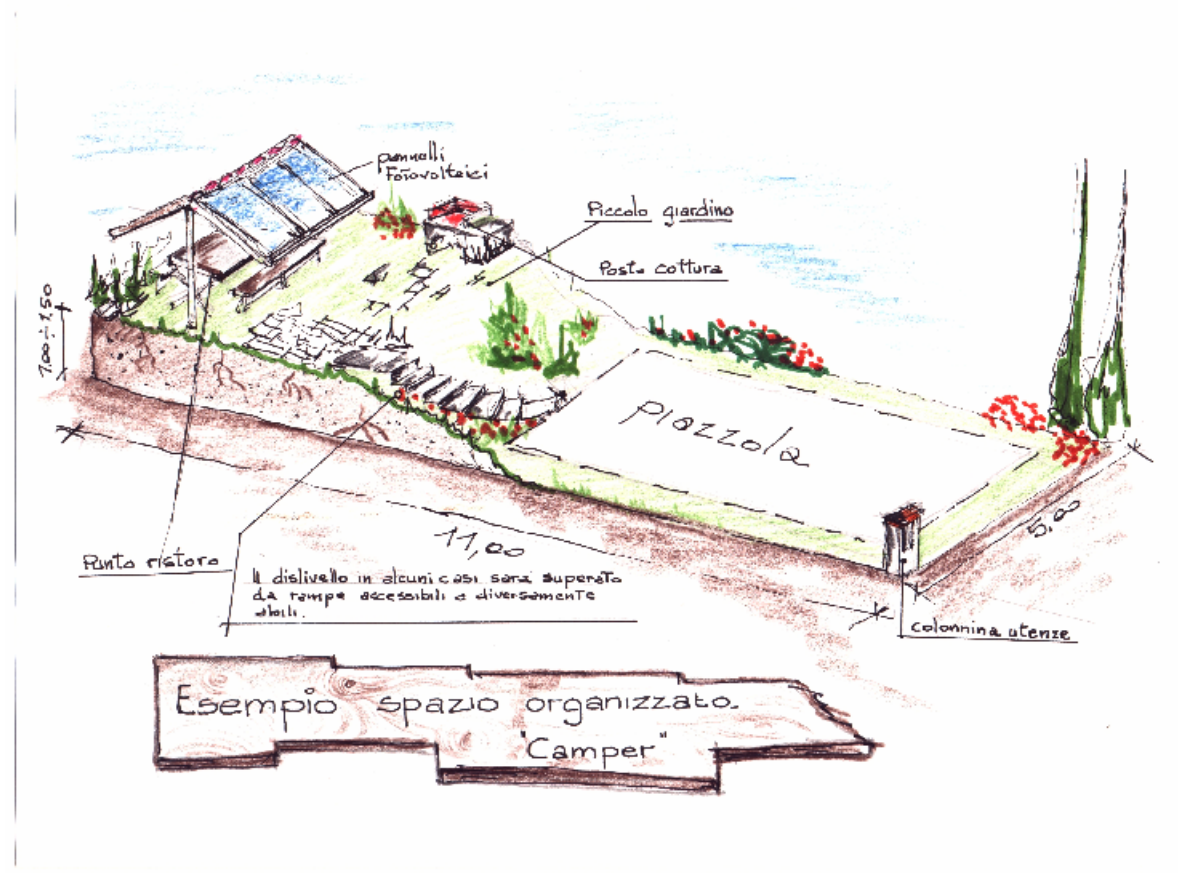 pannelli
Fotovoltaici
Piccolo giardino
Posto cottura
1,00 ÷ 1,50
piazzola
5,00
11,00
Punto ristoro
Il dislivello in alcuni casi sarà superato
da rampe accessibili a diversamente
abili.
colonnina utenze
Esempio spazio organizzato.
"Camper"